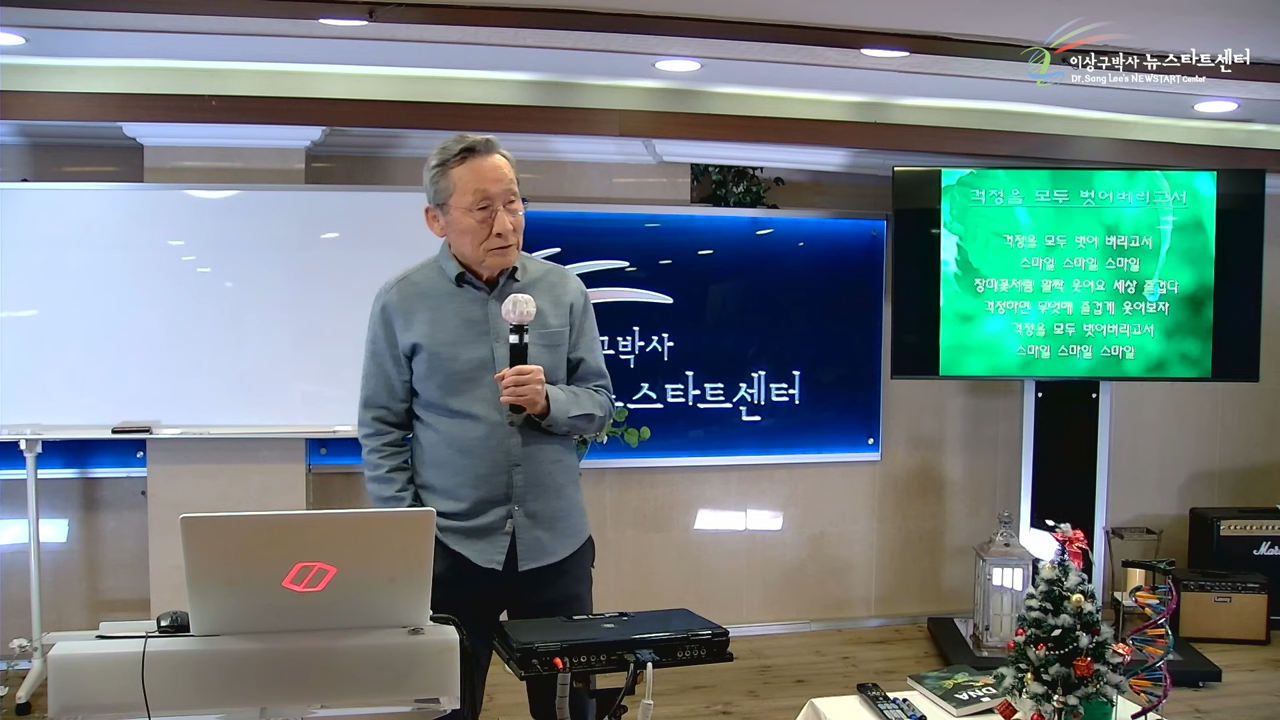 이상구박사 뉴스타트센터
Dr.Sang Lee's NEWSTART Center
걱정을 모두 벗어버리고서
걱정을 모두 벗어 버리고서
스마일 스마일 스마일
장미꽃처럼 활짝 웃어요 세상 즐겁다
걱정하면 무엇해 즐겁게 웃어보자
걱정을 모두 벗어버리고서
스마일 스마일 스마일
구박사
뉴스타트센터
DNA
Laney